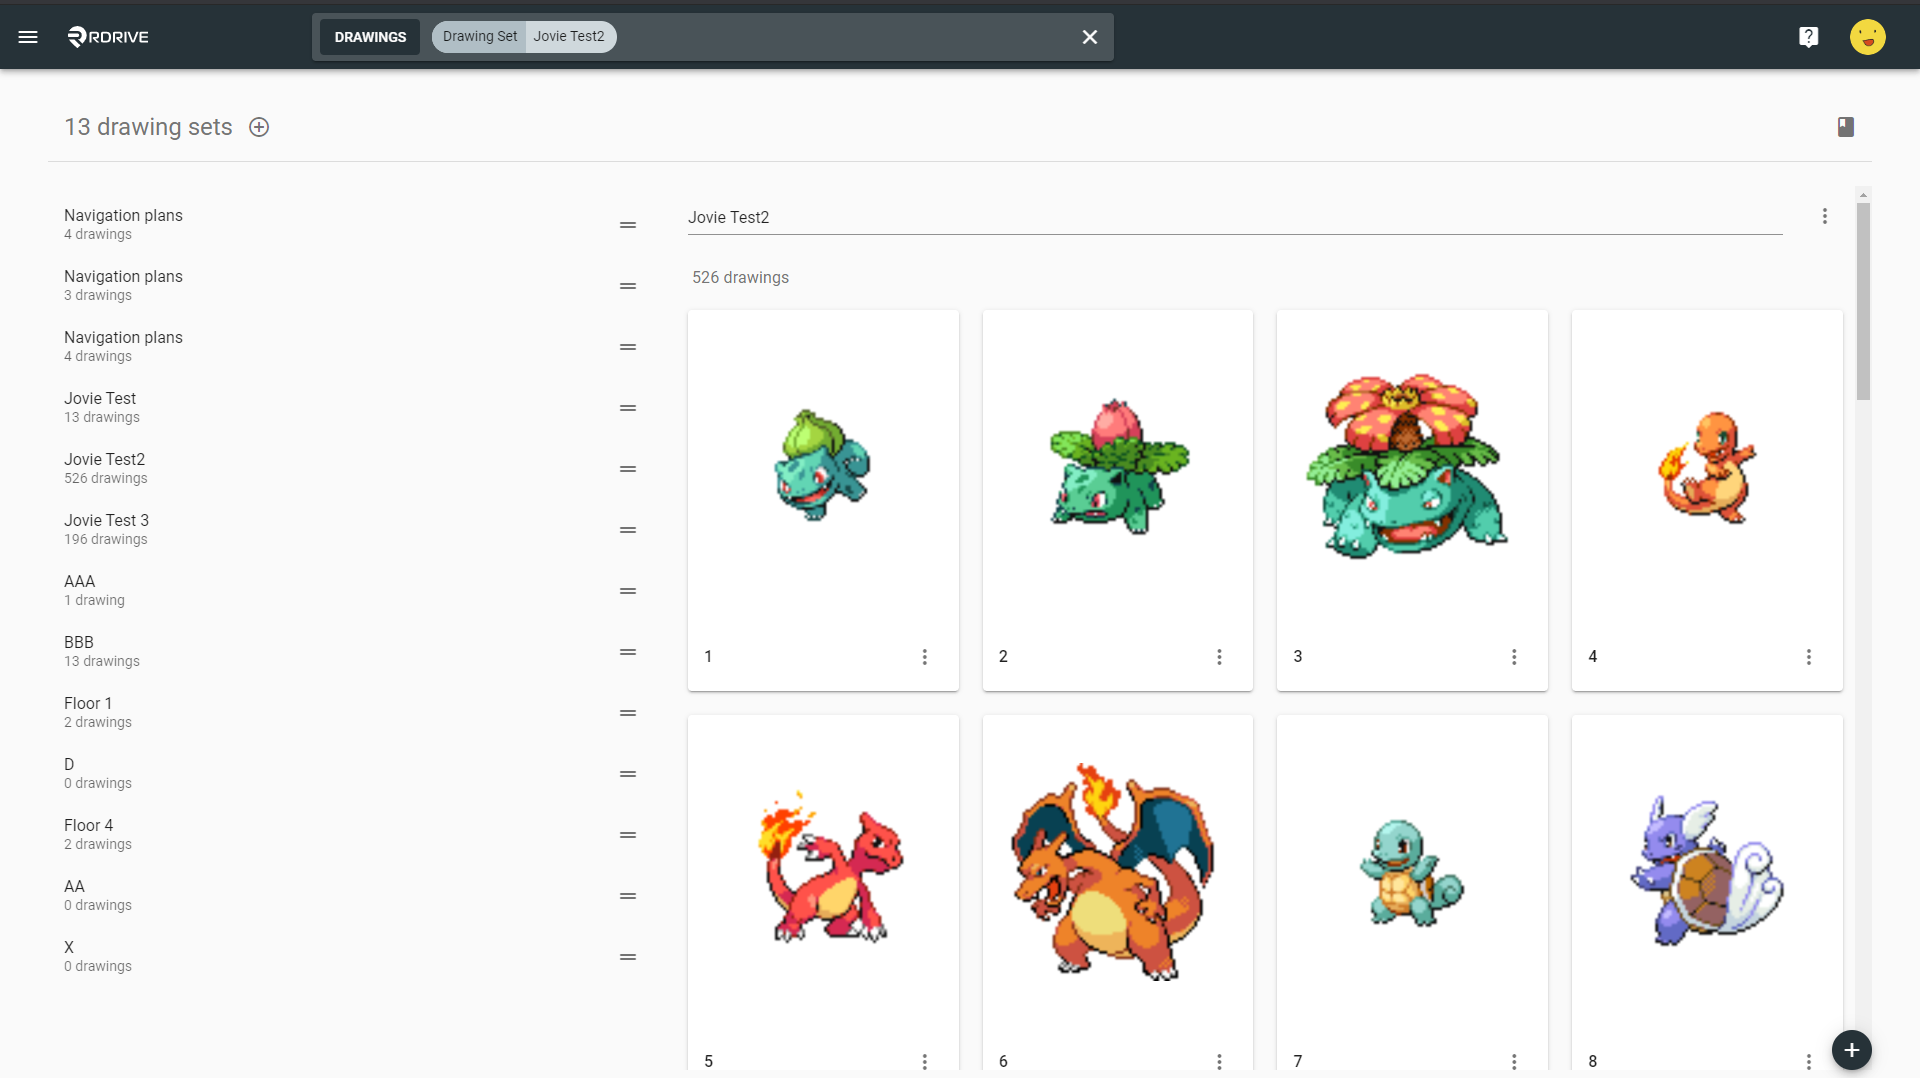 RDRIVE
DRAWINGS
Drawing Set
Jovie Test2
?
13 drawing sets
Navigation plans
4 drawings
Navigation plans
3 drawings
Navigation plans
4 drawings
Jovie Test
13 drawings
Jovie Test2
526 drawings
Jovie Test 3
196 drawings
AAA
1 drawing
BBB
13 drawings
Floor 1
2 drawings
D
0 drawings
Floor 4
2 drawings
AA
0 drawings
X
0 drawings
Jovie Test2
526 drawings
1
2
3
4
5
6
7
8